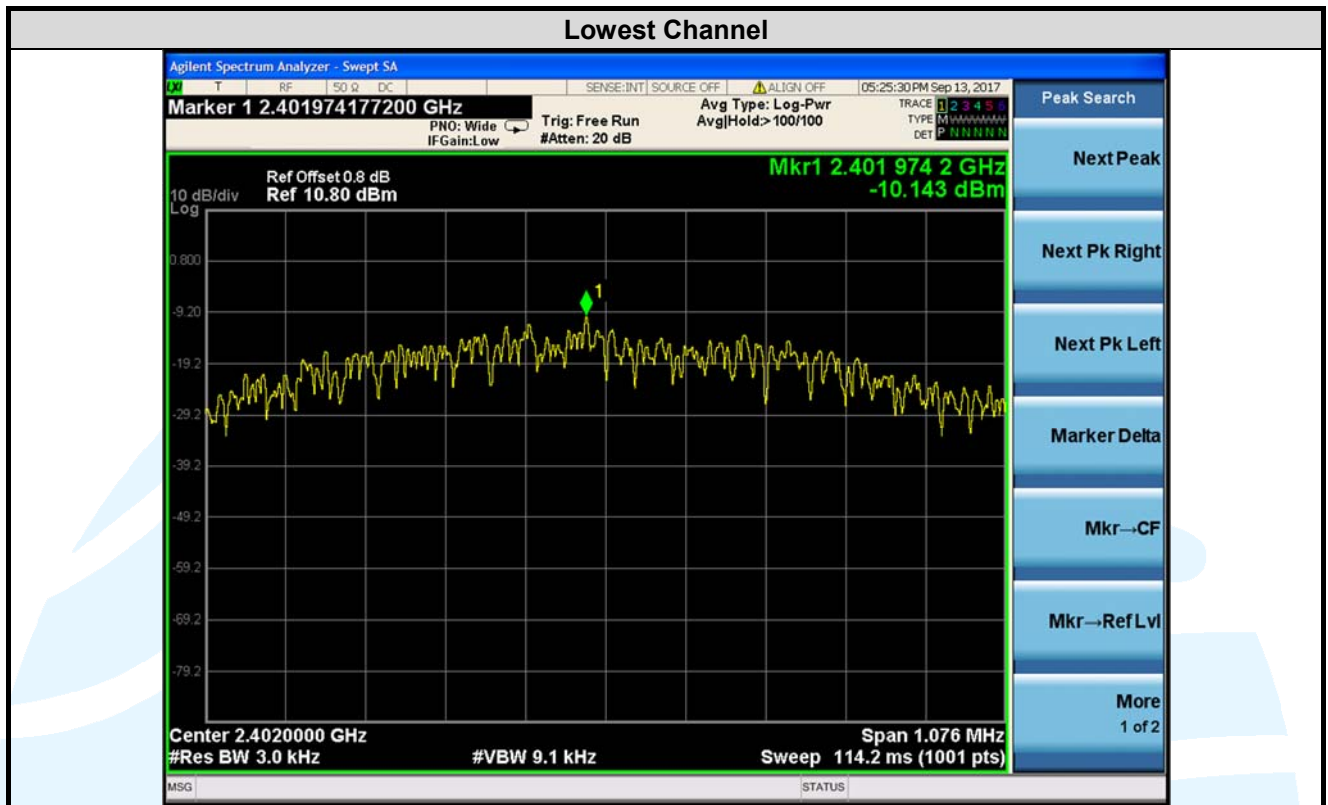 Lowest Channel
Agilent Spectrum Analyzer - Swept SA
LXI T RF 50 Ω DC SENSE:INT SOURCE OFF ⚠ ALIGN OFF 05:25:30 PM Sep 13, 2017
Marker 1 2.401974177200 GHz
PNO: Wide
IFGain:Low
Trig: Free Run
#Atten: 20 dB
Avg Type: Log-Pwr
Avg|Hold:> 100/100
TRACE 1 2 3 4 5 6
TYPE M
DET P N N N N N
Mkr1 2.401 974 2 GHz
-10.143 dBm
Ref Offset 0.8 dB
10 dB/div Ref 10.80 dBm
Log
0.800
1
-9.20
-19.2
-29.2
-39.2
-49.2
-59.2
-69.2
-79.2
Center 2.4020000 GHz Span 1.076 MHz
#Res BW 3.0 kHz #VBW 9.1 kHz Sweep 114.2 ms (1001 pts)
MSG STATUS
Peak Search
Next Peak
Next Pk Right
Next Pk Left
Marker Delta
Mkr→CF
Mkr→Ref Lvl
More
1 of 2